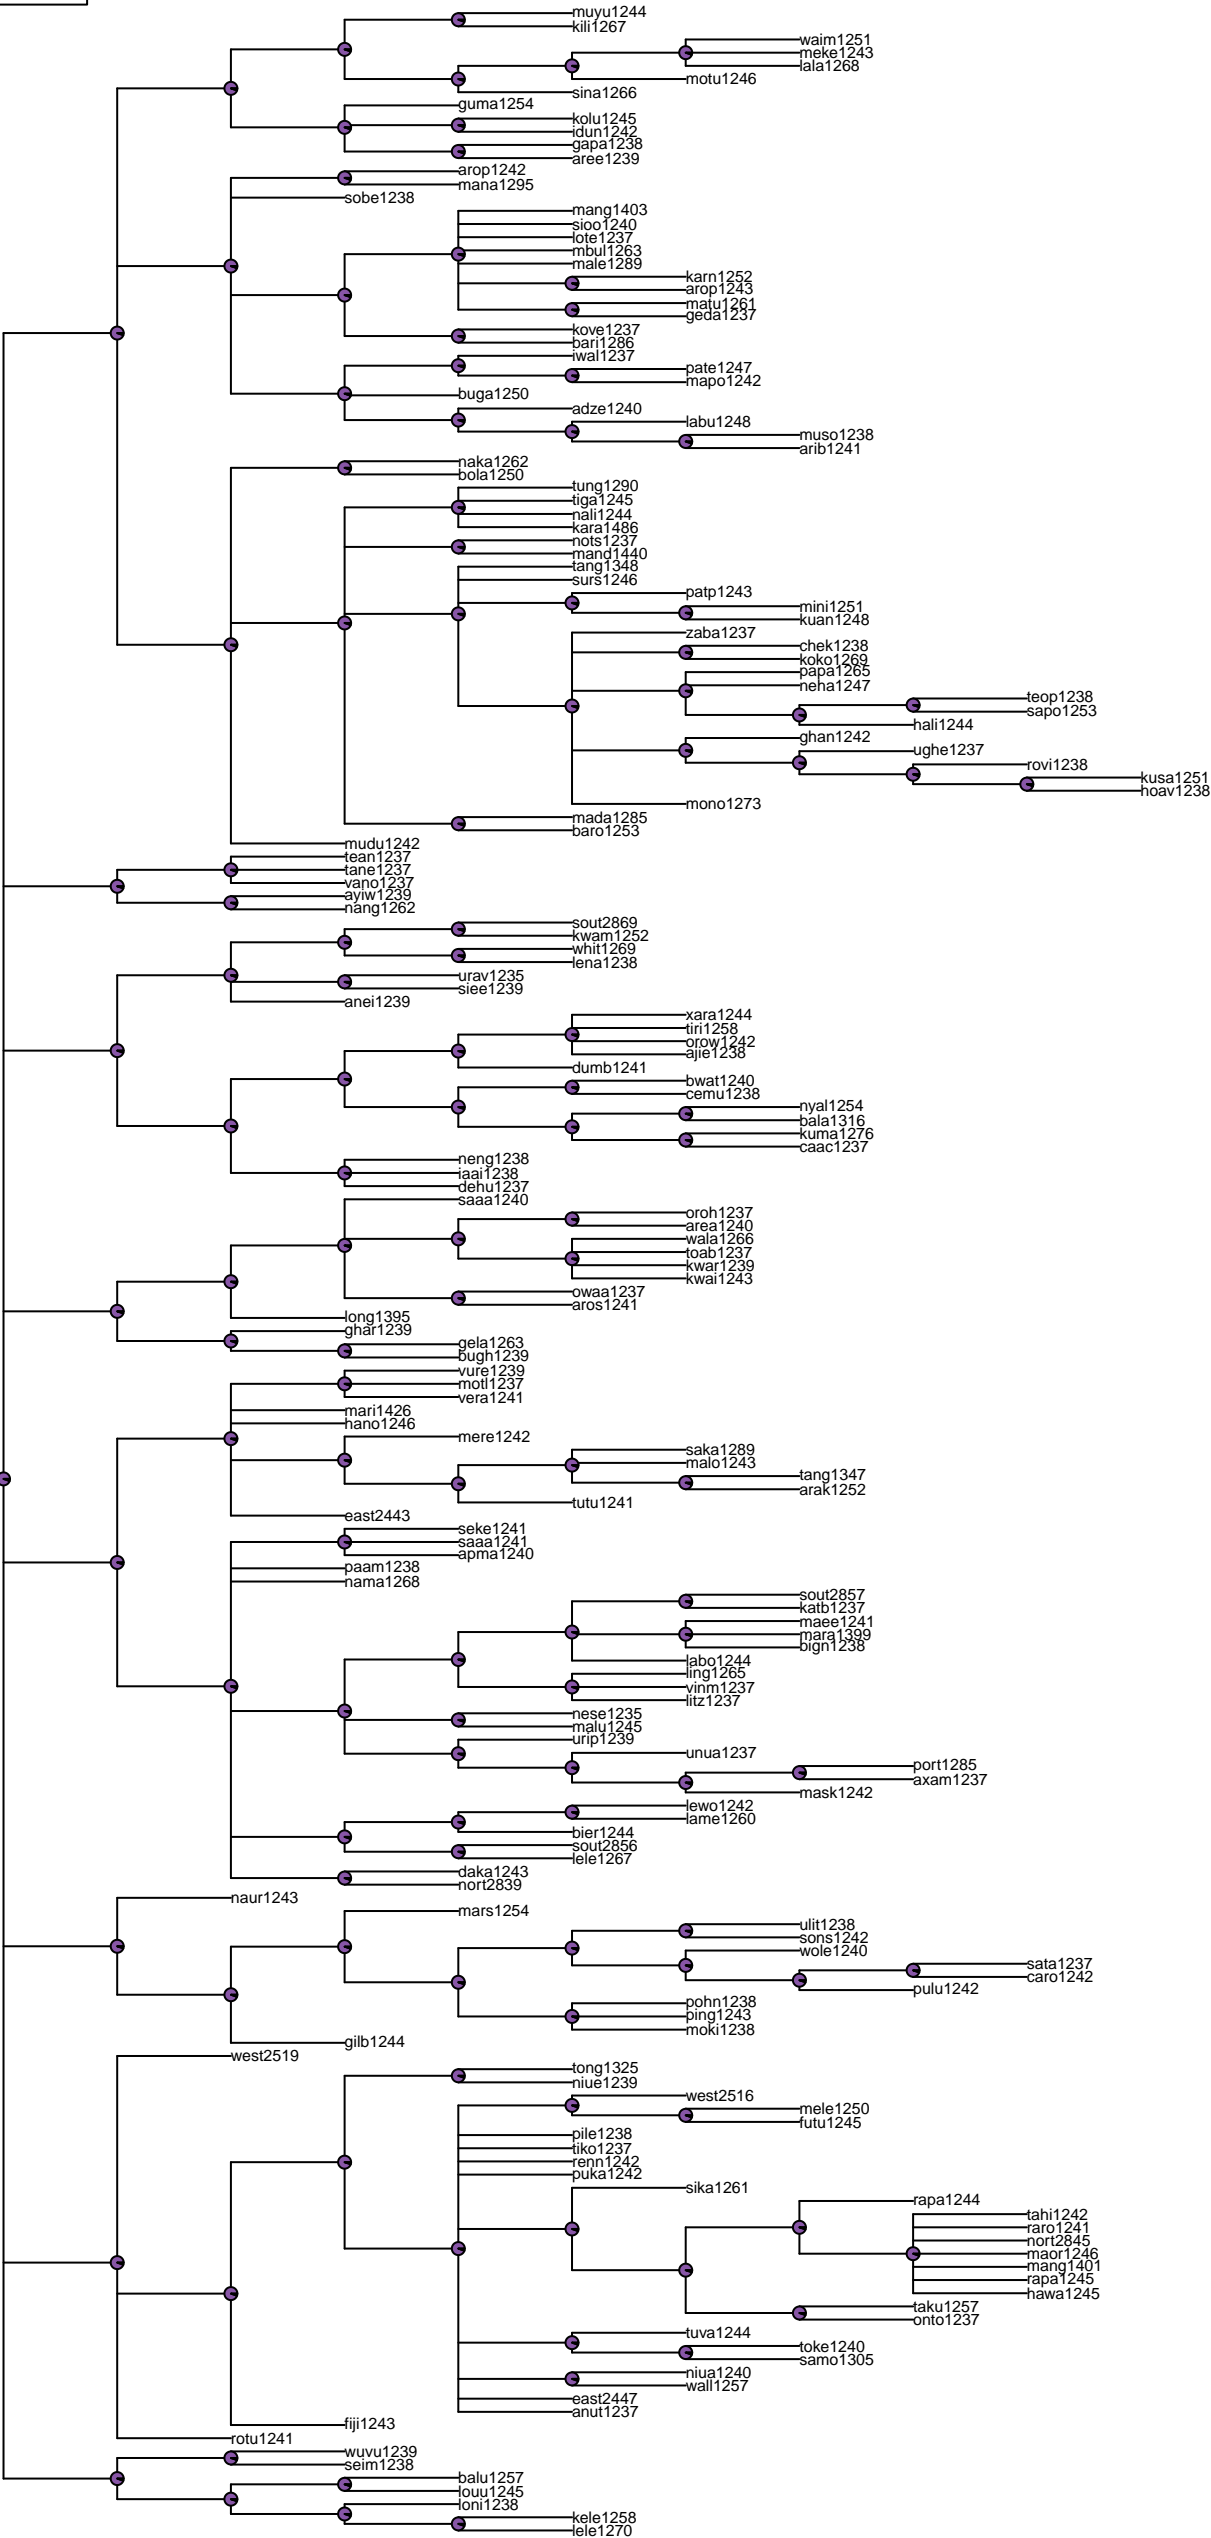 muyu1244
kili1267
waim1251
meke1243
lala1268
motu1246
sina1266
guma1254
kolu1245
idun1242
gapa1238
aree1239
arop1242
mana1295
sobe1238
mang1403
sioo1240
lote1237
mbul1263
male1289
karn1252
arop1243
matu1261
geda1237
kove1237
bari1286
iwal1237
pate1247
mapo1242
buga1250
adze1240
labu1248
muso1238
arib1241
naka1262
bola1250
tung1290
tiga1245
nali1244
kara1486
nots1237
mand1440
tang1348
surs1246
patp1243
mini1251
kuan1248
zaba1237
chek1238
koko1269
papa1265
neha1247
teop1238
sapo1253
hali1244
ghan1242
ughe1237
rovi1238
kusa1251
hoav1238
mono1273
mada1285
baro1253
mudu1242
tean1237
tane1237
vano1237
ayiw1239
nang1262
sout2869
kwam1252
whit1269
lena1238
urav1235
siee1239
anei1239
xara1244
tiri1258
orow1242
ajie1238
dumb1241
bwat1240
cemu1238
nyal1254
bala1316
kuma1276
caac1237
neng1238
iaai1238
dehu1237
saaa1240
oroh1237
area1240
wala1266
toab1237
kwar1239
kwai1243
owaa1237
aros1241
long1395
ghar1239
gela1263
bugh1239
vure1239
motl1237
vera1241
mari1426
hano1246
mere1242
saka1289
malo1243
tang1347
arak1252
tutu1241
east2443
seke1241
saaa1241
apma1240
paam1238
nama1268
sout2857
katb1237
maee1241
mara1399
bign1238
labo1244
ling1265
vinm1237
litz1237
nese1235
malu1245
urip1239
unua1237
port1285
axam1237
mask1242
lewo1242
lame1260
bier1244
sout2856
lele1267
daka1243
nort2839
naur1243
mars1254
ulit1238
sons1242
wole1240
sata1237
caro1242
pulu1242
pohn1238
ping1243
moki1238
gilb1244
west2519
tong1325
niue1239
west2516
mele1250
futu1245
pile1238
tiko1237
renn1242
puka1242
sika1261
rapa1244
tahi1242
raro1241
nort2845
maor1246
mang1401
rapa1245
hawa1245
taku1257
onto1237
tuva1244
toke1240
samo1305
niua1240
wall1257
east2447
anut1237
fiji1243
rotu1241
wuvu1239
seim1238
balu1257
louu1245
loni1238
kele1258
lele1270